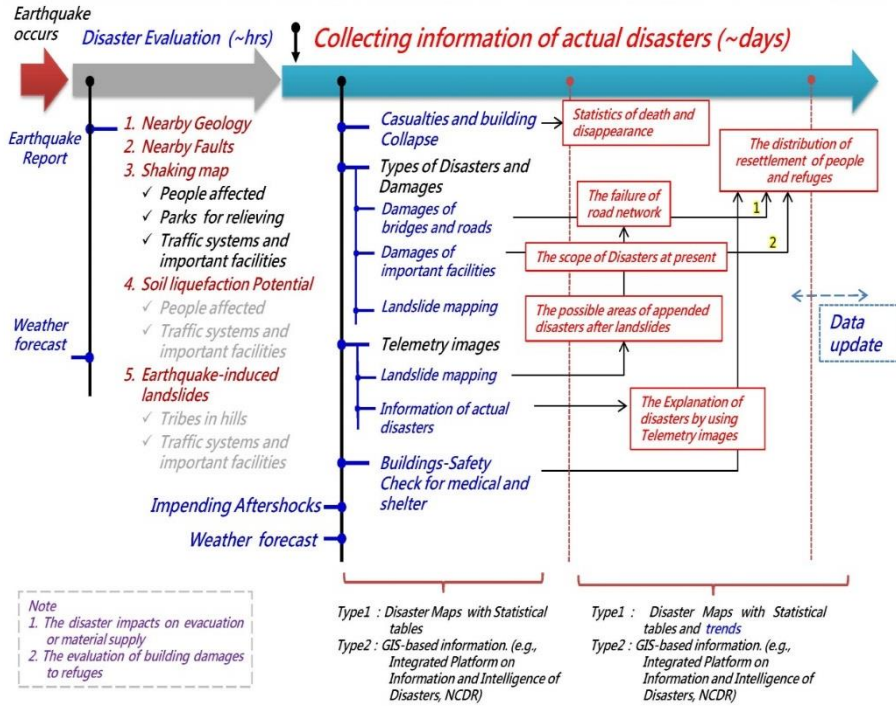 Earthquake
occurs
Disaster Evaluation (~hrs)
Collecting information of actual disasters (~days)
Earthquake
Report
Weather
forecast
1. Nearby Geology
2. Nearby Faults
3. Shaking map
✓ People affected
✓ Parks for relieving
✓ Traffic systems and
important facilities
4. Soil liquefaction Potential
✓ People affected
✓ Traffic systems and
important facilities
5. Earthquake-induced
landslides
✓ Tribes in hills
✓ Traffic systems and
important facilities
Impending Aftershocks
Weather forecast
Casualties and building
Collapse
Types of Disasters and
Damages
Damages of
bridges and roads
Damages of
important facilities
Landslide mapping
Telemetry images
Landslide mapping
Information of actual
disasters
Buildings-Safety
Check for medical and
shelter
Statistics of death and
disappearance
The failure of
road network
The scope of Disasters at present
The possible areas of appended
disasters after landslides
The Explanation of
disasters by using
Telemetry images
The distribution of
resettlement of people
and refuges
1
2
Data
update
Note
1. The disaster impacts on evacuation
or material supply
2. The evaluation of building damages
to refuges
Type1 : Disaster Maps with Statistical
tables
Type2 : GIS-based information. (e.g.,
Integrated Platform on
Information and Intelligence of
Disasters, NCDR)
Type1 : Disaster Maps with Statistical
tables and trends
Type2 : GIS-based information. (e.g.,
Integrated Platform on
Information and Intelligence of
Disasters, NCDR)